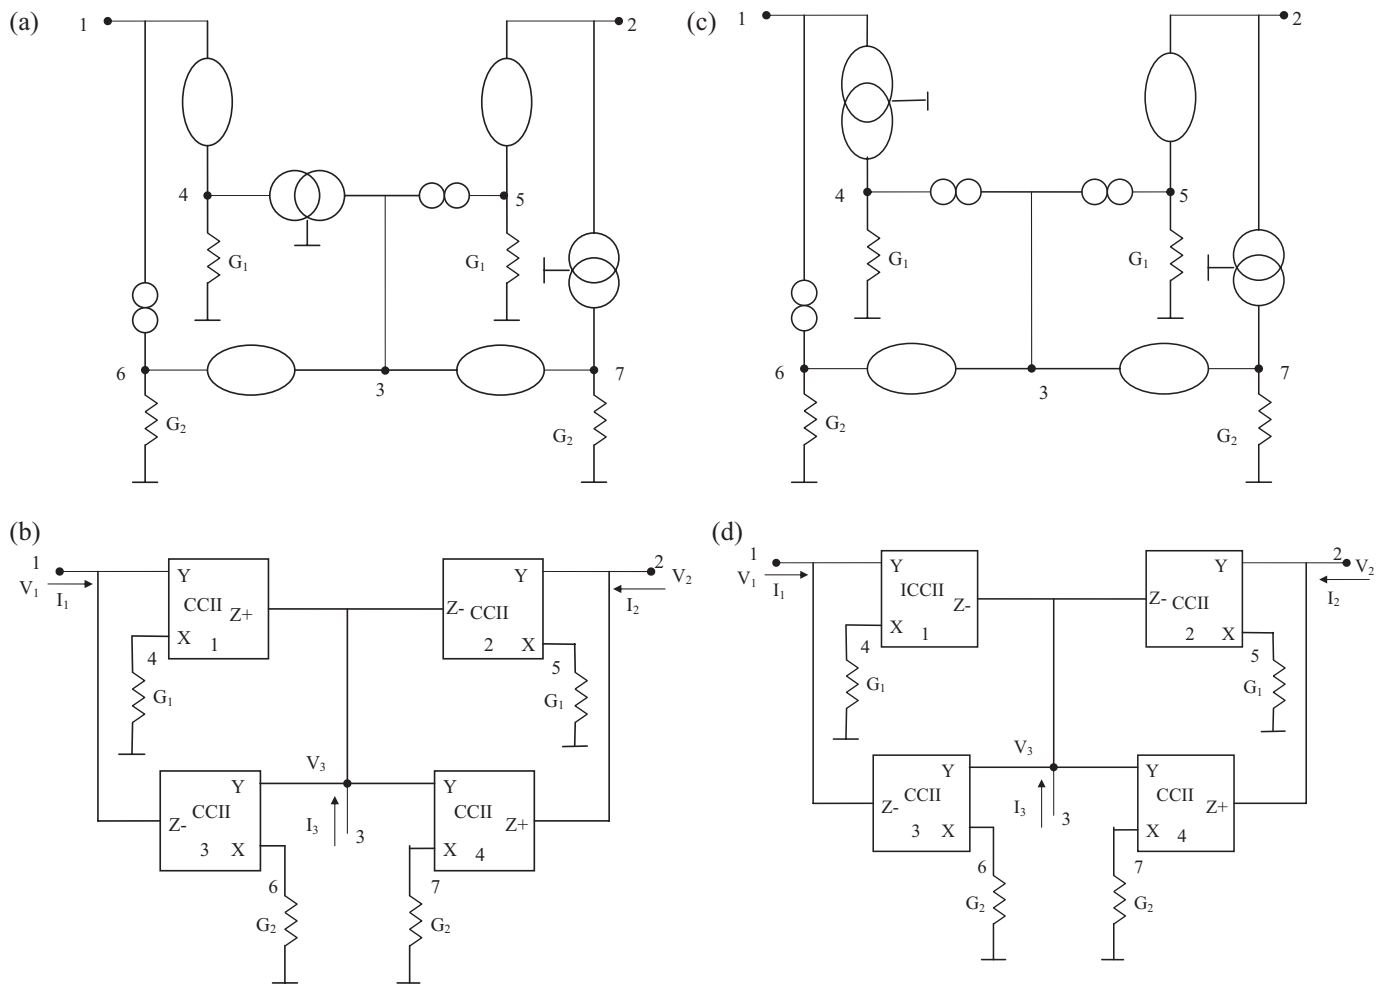 (a)
1
2
4
5
G1
G1
6
3
7
G2
G2
(c)
1
2
4
5
G1
G1
6
3
7
G2
G2
(b)
1
2
V1
I1
Y
CCII
Z+
X
1
Y
Z-
CCII
2
X
V2
I2
4
G1
5
G1
V3
Y
CCII
Z-
3
X
I3
3
Y
CCII
Z+
X
4
6
G2
7
G2
(d)
1
2
V1
I1
Y
ICCII
Z-
X
1
Y
Z-
CCII
2
X
V2
I2
4
G1
5
G1
V3
Y
CCII
Z-
3
X
I3
3
Y
CCII
Z+
X
4
6
G2
7
G2